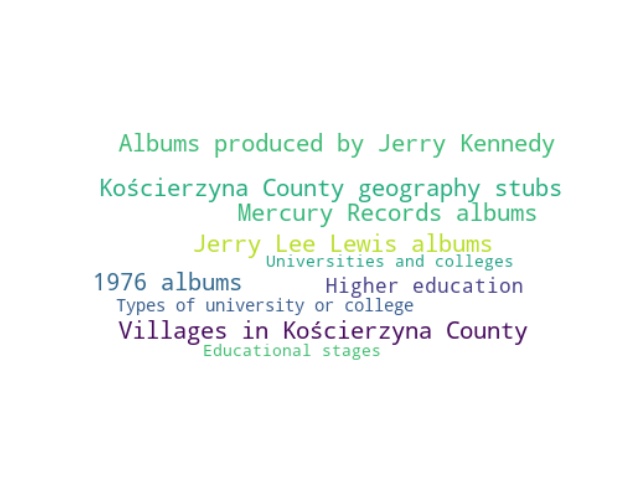 Albums produced by Jerry Kennedy
Kościerzyna County geography stubs
Mercury Records albums
Jerry Lee Lewis albums
Universities and colleges
1976 albums
Higher education
Types of university or college
Villages in Kościerzyna County
Educational stages